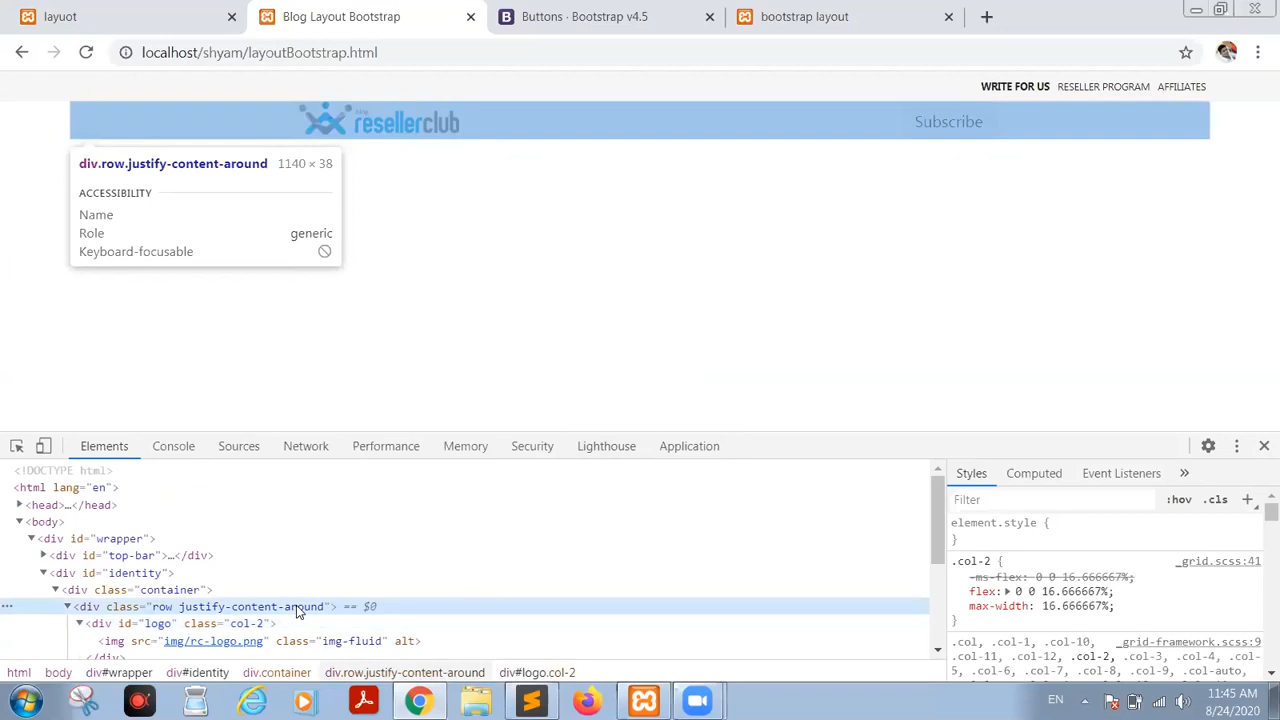 layuot
Blog Layout Bootstrap
Buttons · Bootstrap v4.5
bootstrap layout
localhost/shyam/layoutBootstrap.html
WRITE FOR US RESELLER PROGRAM AFFILIATES
resellerclub
Subscribe
div.row.justify-content-around 1140 × 38
ACCESSIBILITY
Name
Role generic
Keyboard-focusable
Elements Console Sources Network Performance Memory Security Lighthouse Application
<!DOCTYPE html>
<html lang="en">
<head>…</head>
<body>
<div id="wrapper">
<div id="top-bar">…</div>
<div id="identity">
<div class="container">
<div class="row justify-content-around"> == $0
<div id="logo" class="col-2">
<img src="img/rc-logo.png" class="img-fluid" alt>
</div>
html body div#wrapper div#identity div.container div.row.justify-content-around div#logo.col-2
Styles Computed Event Listeners »
Filter :hov .cls +
element.style {
}
.col-2 { _grid.scss:41
-ms-flex: 0 0 16.666667%;
flex: 0 0 16.666667%;
max-width: 16.666667%;
}
.col, .col-1, .col-10, _grid-framework.scss:9
.col-11, .col-12, .col-2, .col-3, .col-4, .col-
5, .col-6, .col-7, .col-8, .col-9, .col-auto,
EN
11:45 AM
8/24/2020